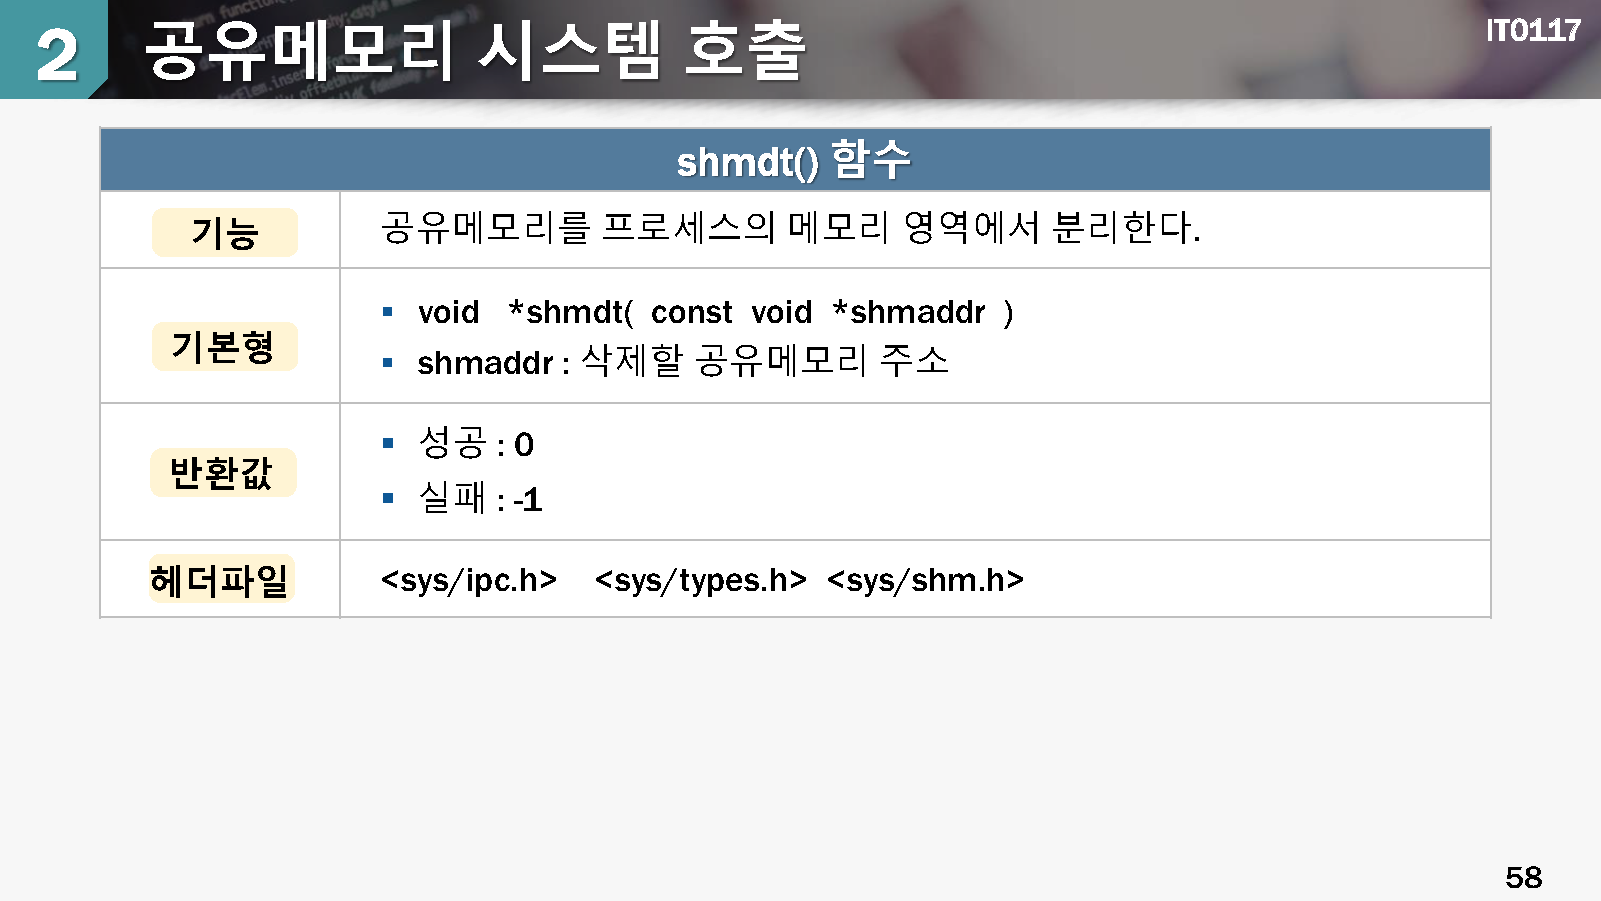 2 공유메모리 시스템 호출
IT0117
shmdt() 함수
기능 공유메모리를 프로세스의 메모리 영역에서 분리한다.
기본형
▪ void *shmdt( const void *shmaddr )
▪ shmaddr : 삭제할 공유메모리 주소
반환값
▪ 성공 : 0
▪ 실패 : -1
헤더파일 <sys/ipc.h> <sys/types.h> <sys/shm.h>
58